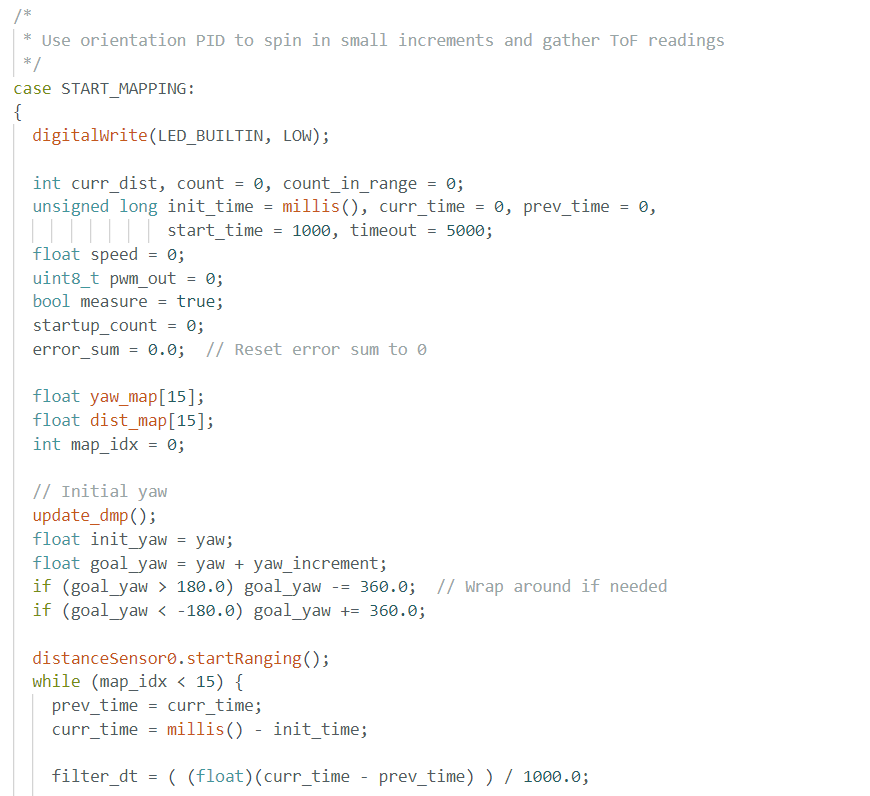 /*
 * Use orientation PID to spin in small increments and gather ToF readings
 */
case START_MAPPING:
{
  digitalWrite(LED_BUILTIN, LOW);

  int curr_dist, count = 0, count_in_range = 0;
  unsigned long init_time = millis(), curr_time = 0, prev_time = 0,
                start_time = 1000, timeout = 5000;
  float speed = 0;
  uint8_t pwm_out = 0;
  bool measure = true;
  startup_count = 0;
  error_sum = 0.0;  // Reset error sum to 0

  float yaw_map[15];
  float dist_map[15];
  int map_idx = 0;

  // Initial yaw
  update_dmp();
  float init_yaw = yaw;
  float goal_yaw = yaw + yaw_increment;
  if (goal_yaw > 180.0) goal_yaw -= 360.0;  // Wrap around if needed
  if (goal_yaw < -180.0) goal_yaw += 360.0;

  distanceSensor0.startRanging();
  while (map_idx < 15) {
    prev_time = curr_time;
    curr_time = millis() - init_time;

    filter_dt = ( (float)(curr_time - prev_time) ) / 1000.0;